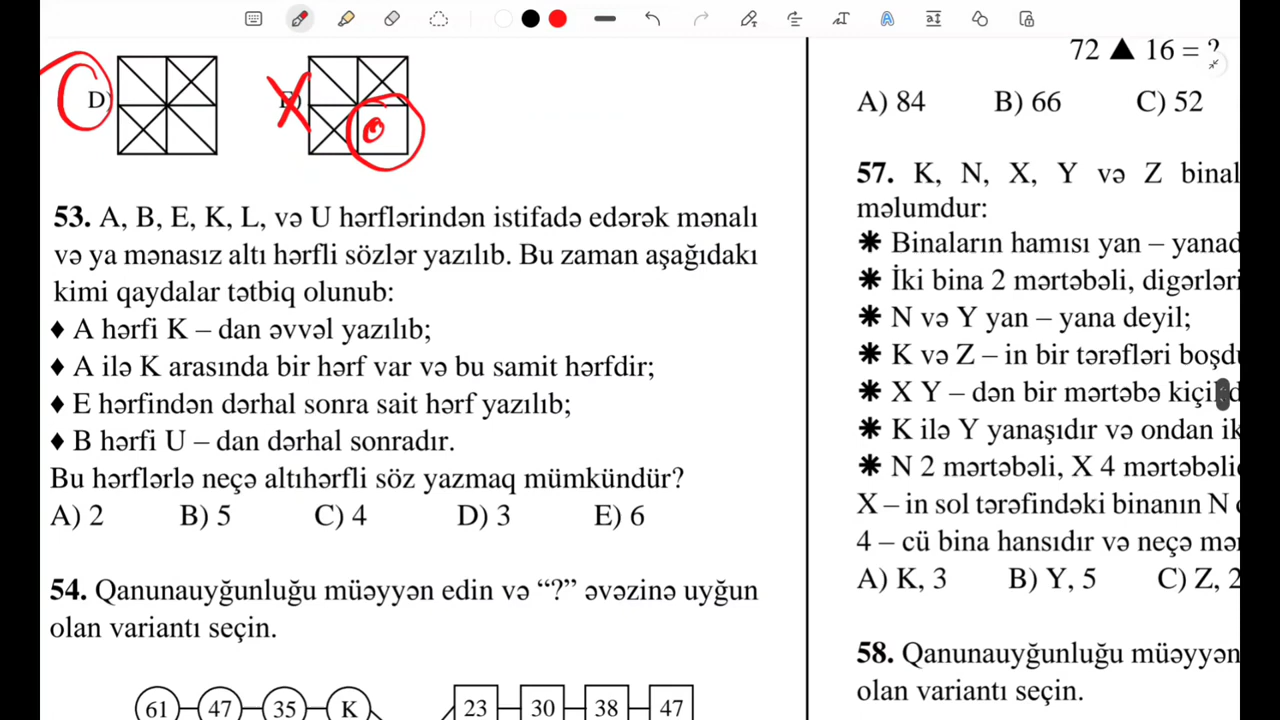 D)
0
53. A, B, E, K, L, və U hərflərindən istifadə edərək mənalı
və ya mənasız altı hərfli sözlər yazılıb. Bu zaman aşağıdakı
kimi qaydalar tətbiq olunub:
♦ A hərfi K – dan əvvəl yazılıb;
♦ A ilə K arasında bir hərf var və bu samit hərfdir;
♦ E hərfindən dərhal sonra sait hərf yazılıb;
♦ B hərfi U – dan dərhal sonradır.
Bu hərflərlə neçə altıhərfli söz yazmaq mümkündür?
A) 2 B) 5 C) 4 D) 3 E) 6
54. Qanunauyğunluğu müəyyən edin və “?” əvəzinə uyğun
olan variantı seçin.
61 47 35 K 23 30 38 47
72 ▲ 16 = ?
A) 84 B) 66 C) 52
57. K, N, X, Y və Z binal
məlumdur:
✱ Binaların hamısı yan – yanad
✱ İki bina 2 mərtəbəli, digərləri
✱ N və Y yan – yana deyil;
✱ K və Z – in bir tərəfləri boşdu
✱ X Y – dən bir mərtəbə kiçikd
✱ K ilə Y yanaşıdır və ondan ik
✱ N 2 mərtəbəli, X 4 mərtəbəli
X – in sol tərəfindəki binanın N
4 – cü bina hansıdır və neçə mə
A) K, 3 B) Y, 5 C) Z, 2
58. Qanunauyğunluğu müəyyən
olan variantı seçin.